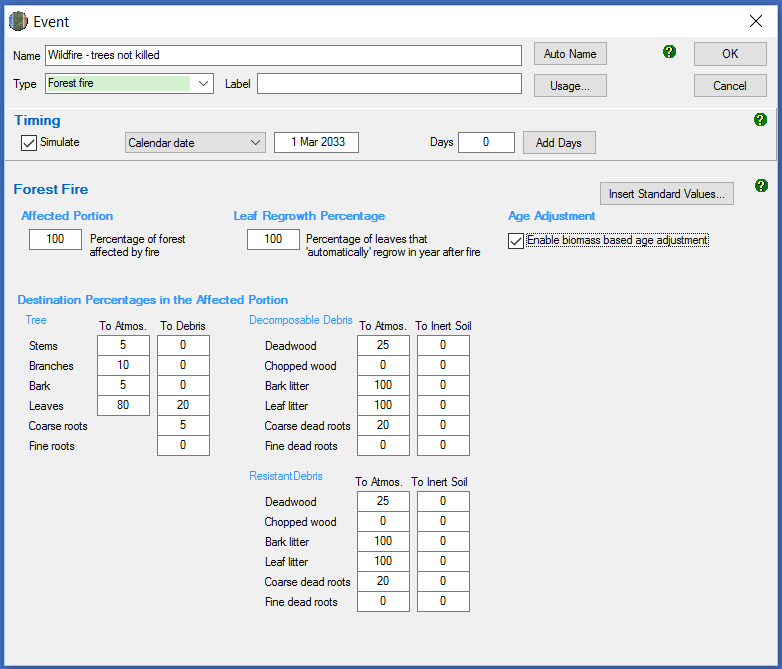 Event
Name Wildfire - trees not killed Auto Name ? OK
Type Forest fire Label Usage... Cancel
Timing ?
Simulate Calendar date 1 Mar 2033 Days 0 Add Days
Forest Fire Insert Standard Values... ?
Affected Portion Leaf Regrowth Percentage Age Adjustment
100 Percentage of forest affected by fire 100 Percentage of leaves that 'automatically' regrow in year after fire Enable biomass based age adjustment
Destination Percentages in the Affected Portion
Tree To Atmos. To Debris
Stems 5 0
Branches 10 0
Bark 5 0
Leaves 80 20
Coarse roots 5
Fine roots 0
Decomposable Debris To Atmos. To Inert Soil
Deadwood 25 0
Chopped wood 0 0
Bark litter 100 0
Leaf litter 100 0
Coarse dead roots 20 0
Fine dead roots 0 0
Resistant Debris To Atmos. To Inert Soil
Deadwood 25 0
Chopped wood 0 0
Bark litter 100 0
Leaf litter 100 0
Coarse dead roots 20 0
Fine dead roots 0 0